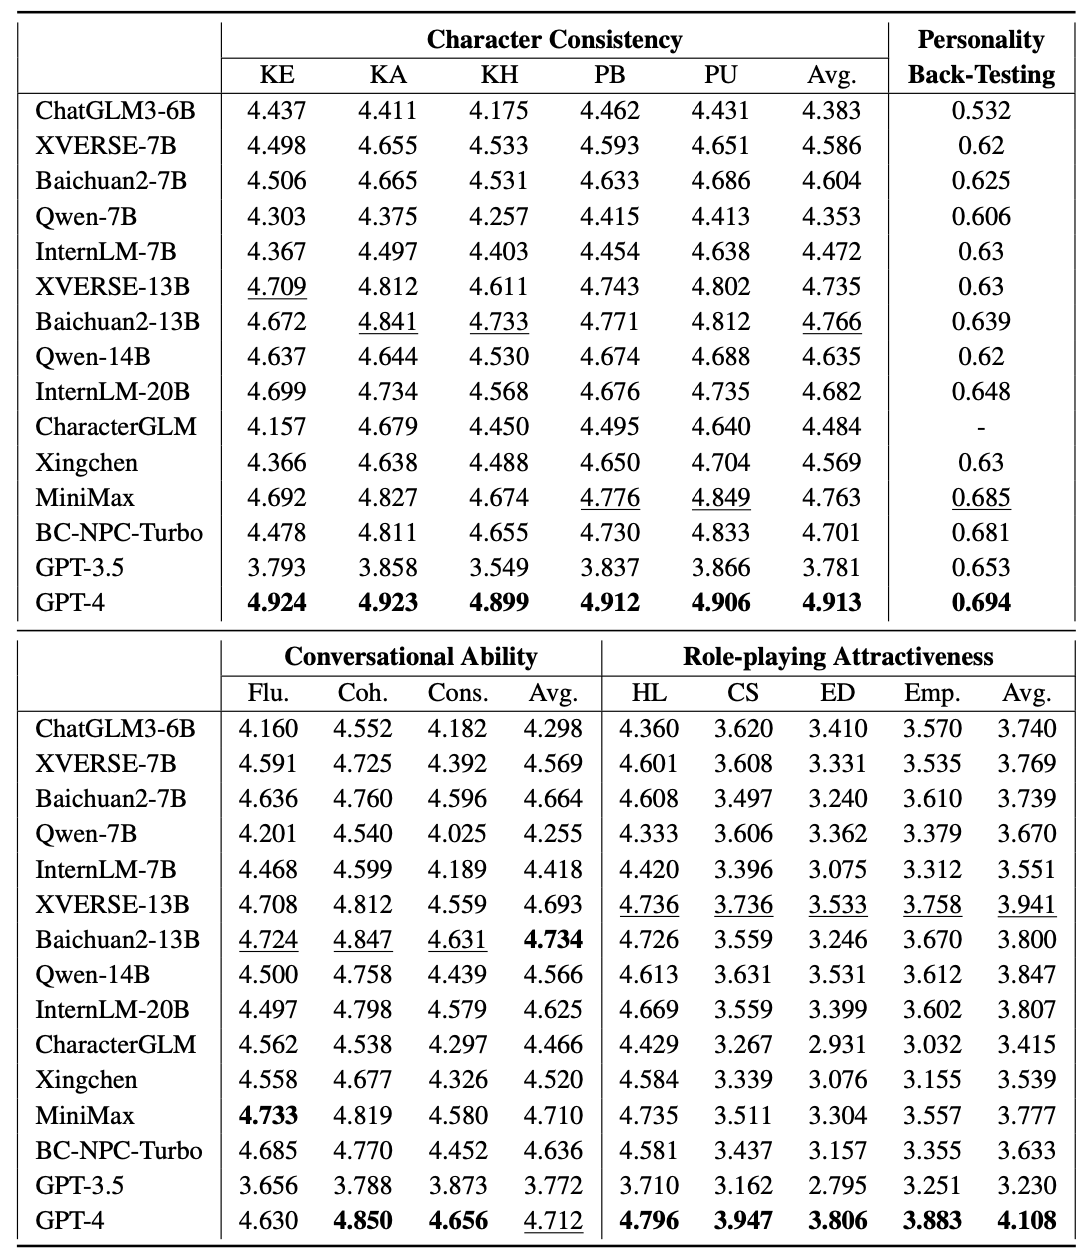 Character Consistency Personality
KE KA KH PB PU Avg. Back-Testing
ChatGLM3-6B 4.437 4.411 4.175 4.462 4.431 4.383 0.532
XVERSE-7B 4.498 4.655 4.533 4.593 4.651 4.586 0.62
Baichuan2-7B 4.506 4.665 4.531 4.633 4.686 4.604 0.625
Qwen-7B 4.303 4.375 4.257 4.415 4.413 4.353 0.606
InternLM-7B 4.367 4.497 4.403 4.454 4.638 4.472 0.63
XVERSE-13B 4.709 4.812 4.611 4.743 4.802 4.735 0.63
Baichuan2-13B 4.672 4.841 4.733 4.771 4.812 4.766 0.639
Qwen-14B 4.637 4.644 4.530 4.674 4.688 4.635 0.62
InternLM-20B 4.699 4.734 4.568 4.676 4.735 4.682 0.648
CharacterGLM 4.157 4.679 4.450 4.495 4.640 4.484 -
Xingchen 4.366 4.638 4.488 4.650 4.704 4.569 0.63
MiniMax 4.692 4.827 4.674 4.776 4.849 4.763 0.685
BC-NPC-Turbo 4.478 4.811 4.655 4.730 4.833 4.701 0.681
GPT-3.5 3.793 3.858 3.549 3.837 3.866 3.781 0.653
GPT-4 4.924 4.923 4.899 4.912 4.906 4.913 0.694
Conversational Ability Role-playing Attractiveness
Flu. Coh. Cons. Avg. HL CS ED Emp. Avg.
ChatGLM3-6B 4.160 4.552 4.182 4.298 4.360 3.620 3.410 3.570 3.740
XVERSE-7B 4.591 4.725 4.392 4.569 4.601 3.608 3.331 3.535 3.769
Baichuan2-7B 4.636 4.760 4.596 4.664 4.608 3.497 3.240 3.610 3.739
Qwen-7B 4.201 4.540 4.025 4.255 4.333 3.606 3.362 3.379 3.670
InternLM-7B 4.468 4.599 4.189 4.418 4.420 3.396 3.075 3.312 3.551
XVERSE-13B 4.708 4.812 4.559 4.693 4.736 3.736 3.533 3.758 3.941
Baichuan2-13B 4.724 4.847 4.631 4.734 4.726 3.559 3.246 3.670 3.800
Qwen-14B 4.500 4.758 4.439 4.566 4.613 3.631 3.531 3.612 3.847
InternLM-20B 4.497 4.798 4.579 4.625 4.669 3.559 3.399 3.602 3.807
CharacterGLM 4.562 4.538 4.297 4.466 4.429 3.267 2.931 3.032 3.415
Xingchen 4.558 4.677 4.326 4.520 4.584 3.339 3.076 3.155 3.539
MiniMax 4.733 4.819 4.580 4.710 4.735 3.511 3.304 3.557 3.777
BC-NPC-Turbo 4.685 4.770 4.452 4.636 4.581 3.437 3.157 3.355 3.633
GPT-3.5 3.656 3.788 3.873 3.772 3.710 3.162 2.795 3.251 3.230
GPT-4 4.630 4.850 4.656 4.712 4.796 3.947 3.806 3.883 4.108